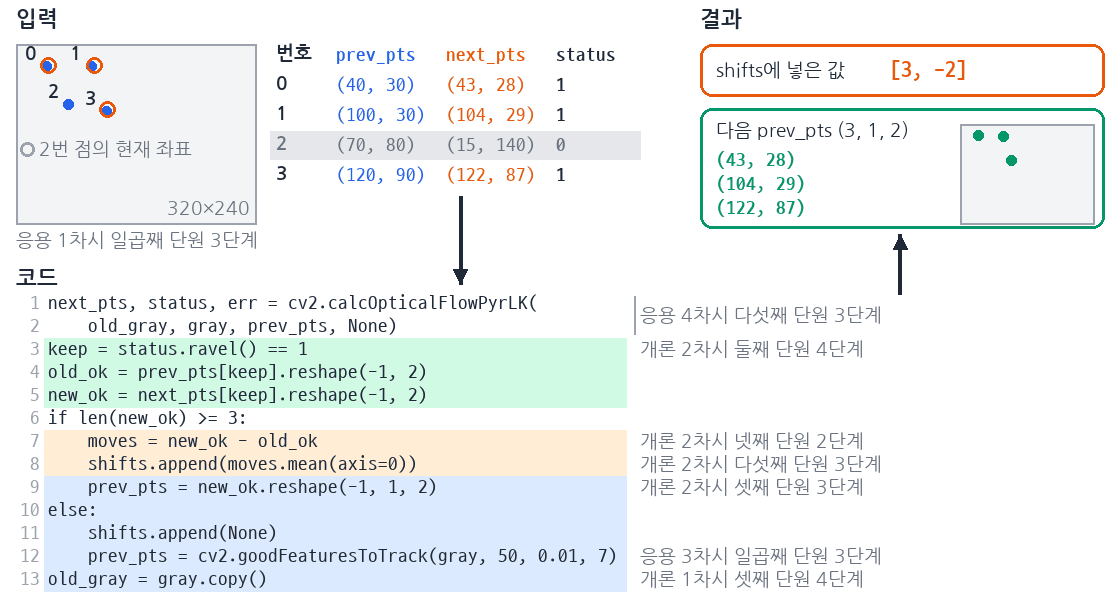 입력
0 1
2 3
2번 점의 현재 좌표
320×240
응용 1차시 일곱째 단원 3단계
번호 prev_pts next_pts status
0 (40, 30) (43, 28) 1
1 (100, 30) (104, 29) 1
2 (70, 80) (15, 140) 0
3 (120, 90) (122, 87) 1
결과
shifts에 넣은 값 [3, -2]
다음 prev_pts (3, 1, 2)
(43, 28)
(104, 29)
(122, 87)
코드
1 next_pts, status, err = cv2.calcOpticalFlowPyrLK(
2     old_gray, gray, prev_pts, None)
응용 4차시 다섯째 단원 3단계
3 keep = status.ravel() == 1 개론 2차시 둘째 단원 4단계
4 old_ok = prev_pts[keep].reshape(-1, 2)
5 new_ok = next_pts[keep].reshape(-1, 2)
6 if len(new_ok) >= 3:
7     moves = new_ok - old_ok 개론 2차시 넷째 단원 2단계
8     shifts.append(moves.mean(axis=0)) 개론 2차시 다섯째 단원 3단계
9     prev_pts = new_ok.reshape(-1, 1, 2) 개론 2차시 셋째 단원 3단계
10 else:
11     shifts.append(None)
12     prev_pts = cv2.goodFeaturesToTrack(gray, 50, 0.01, 7) 응용 3차시 일곱째 단원 3단계
13 old_gray = gray.copy() 개론 1차시 셋째 단원 4단계